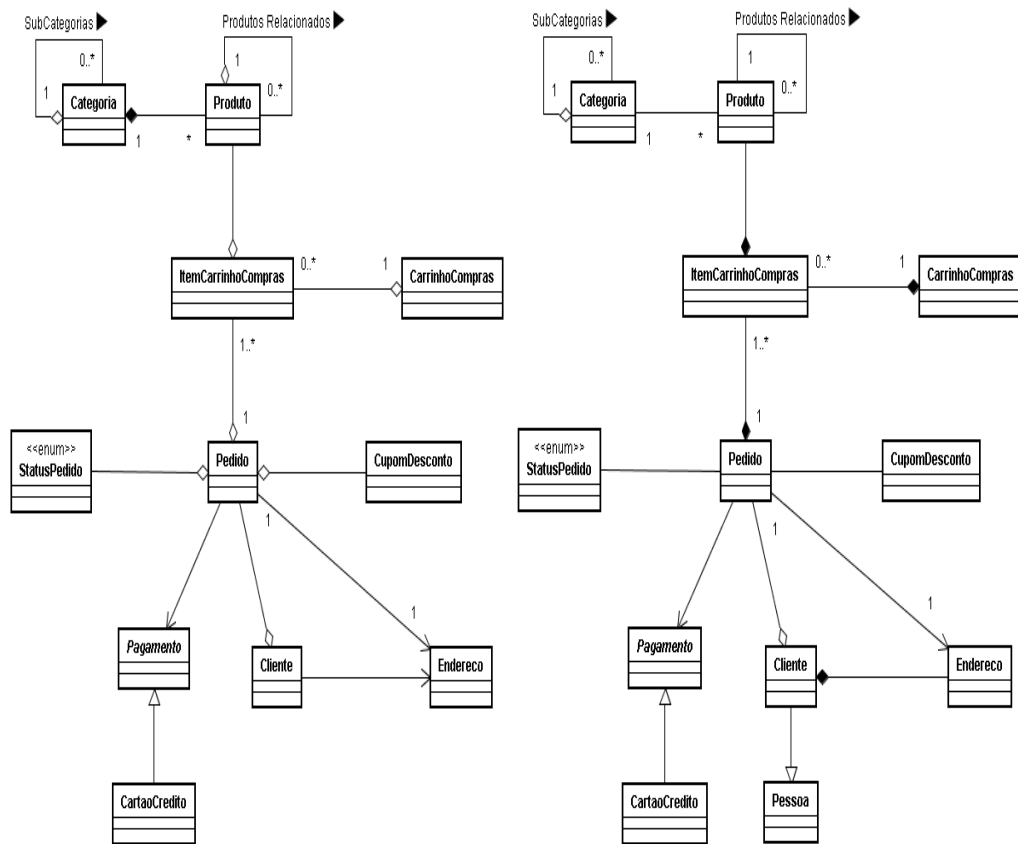 SubCategorias
Produtos Relacionados
0..*
1
1
0..*
Categoria
Produto
1
*
ItemCarrinhoCompras
0..*
1
CarrinhoCompras
1..*
1
<<enum>>
StatusPedido
Pedido
CupomDesconto
1
1
Pagamento
Cliente
Endereco
CartaoCredito
SubCategorias
Produtos Relacionados
0..*
1
1
0..*
Categoria
Produto
1
*
ItemCarrinhoCompras
0..*
1
CarrinhoCompras
1..*
1
<<enum>>
StatusPedido
Pedido
CupomDesconto
1
1
Pagamento
Cliente
Endereco
CartaoCredito
Pessoa